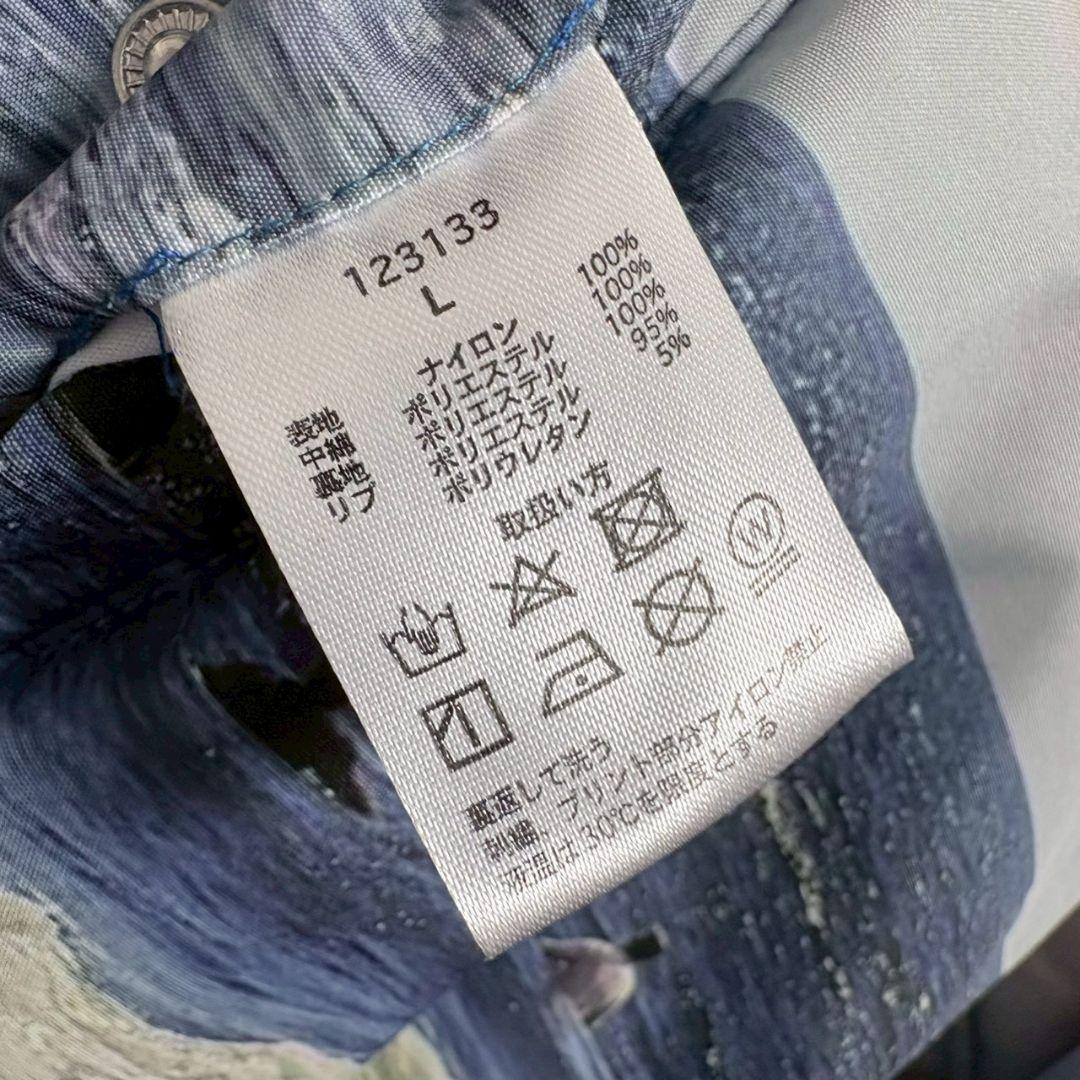 123133
L
表地 ナイロン 100%
中綿 ポリエステル 100%
裏地 ポリエステル 100%
リブ ポリエステル 95%
ポリウレタン 5%
取扱い方
W
裏返して洗う
刺繍、プリント部分アイロン禁止
液温は30℃を限度とする